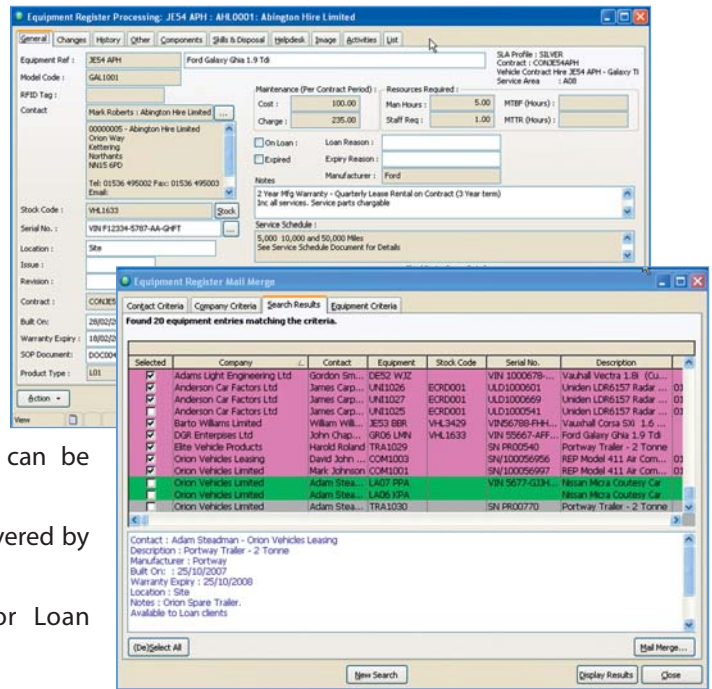 Equipment Register Processing: JE54 APH : AHL0001: Abington Hire Limited
General Changes History Other Components Skills & Disposal Helpdesk Image Activities List
Equipment Ref : JE54 APH Ford Galaxy Ghia 1.9 Tdi
SLA Profile : SILVER
Contract : CONJE54APH
Vehicle Contract Hire JE54 APH - Galaxy TI
Service Area : A08
Model Code : GAL1001
RFID Tag :
Maintenance (Per Contract Period) : Resources Required :
Cost : 100.00 Man Hours : 5.00 MTBF (Hours) :
Charge : 235.00 Staff Req : 1.00 MTTR (Hours) :
Contact Mark Roberts : Abington Hire Limited ...
00000005 - Abington Hire Limited
Orion Way
Kettering
Northants
NN15 6PD
Tel: 01536 495002 Fax: 01536 495003
Email:
On Loan : Loan Reason :
Expired Expiry Reason :
Manufacturer : Ford
Notes
2 Year Mfg Warranty - Quarterly Lease Rental on Contract (3 Year term)
Inc all services. Service parts chargable
Stock Code : VHL1633 Stock
Serial No. : VIN F12334-5787-AA-GHFT ...
Service Schedule :
5,000 10,000 and 50,000 Miles
See Service Schedule Document for Details
Location : Site
Issue :
Revision :
Contract : CONJE5
Built On: 28/02/2
Warranty Expiry : 18/02/2
SOP Document: DOC004
Product Type : L01
Action
View
Equipment Register Mail Merge
Contact Criteria Company Criteria Search Results Equipment Criteria
Found 20 equipment entries matching the criteria.
Selected Company Contact Equipment Stock Code Serial No. Description
Adams Light Engineering Ltd Gordon Sm... DE52 WJZ VIN 1000678-... Vauhall Vectra 1.8i (Cu...
Anderson Car Factors Ltd James Carp... UNI1026 ECRD001 ULD1000601 Uniden LDR6157 Radar ... 01
Anderson Car Factors Ltd James Carp... UNI1027 ECRD001 ULD1000669 Uniden LDR6157 Radar ... 01
Anderson Car Factors Ltd James Carp... UNI1025 ECRD001 ULD1000541 Uniden LDR6157 Radar ... 01
Barto Williams Limited William Willi... JE53 BBR VHL3429 VIN56788-FHH... Vauxhall Corsa SXI 1.6 ...
DGR Enterprises Ltd John Chap... GR06 LMN VHL1633 VIN 55667-AFF... Ford Galaxy Ghia 1.9 Tdi
Elite Vehicle Products Harold Roland TRA1029 SN PR00540 Portway Trailer - 2 Tonne
Orion Vehicles Leasing David John ... COM1003 SN/100056956 REP Model 411 Air Com... 01
Orion Vehicles Limited Mark Johnson COM1001 SN/100056997 REP Model 411 Air Com... 01
Orion Vehicles Limited Adam Stea... LA07 PPA VIN 5677-GJJH... Nissan Micra Coutesy Car
Orion Vehicles Limited Adam Stea... LA06 KPA Nissan Micra Coutesy Car
Orion Vehicles Limited Adam Stea... TRA1030 SN PR00770 Portway Trailer - 2 Tonne
Contact : Adam Steadman - Orion Vehicles Leasing
Description : Portway Trailer - 2 Tonne
Manufacturer : Portway
Built On: : 25/10/2007
Warranty Expiry : 25/10/2008
Location : Site
Notes : Orion Spare Trailer.
Available to Loan clients
(De)Select All Mail Merge...
New Search Display Results Close
can be
vered by
or Loan